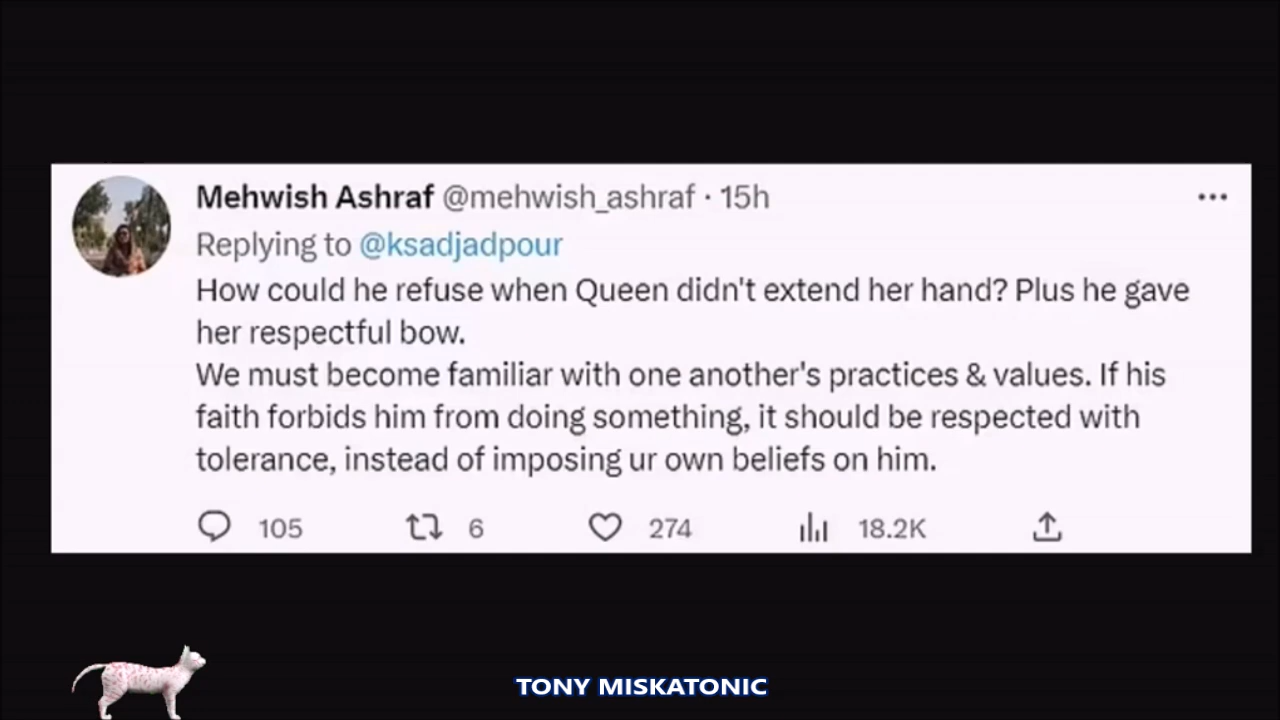 Mehwish Ashraf @mehwish_ashraf · 15h
Replying to @ksadjadpour
How could he refuse when Queen didn't extend her hand? Plus he gave
her respectful bow.
We must become familiar with one another's practices & values. If his
faith forbids him from doing something, it should be respected with
tolerance, instead of imposing ur own beliefs on him.
105 6 274 18.2K
TONY MISKATONIC